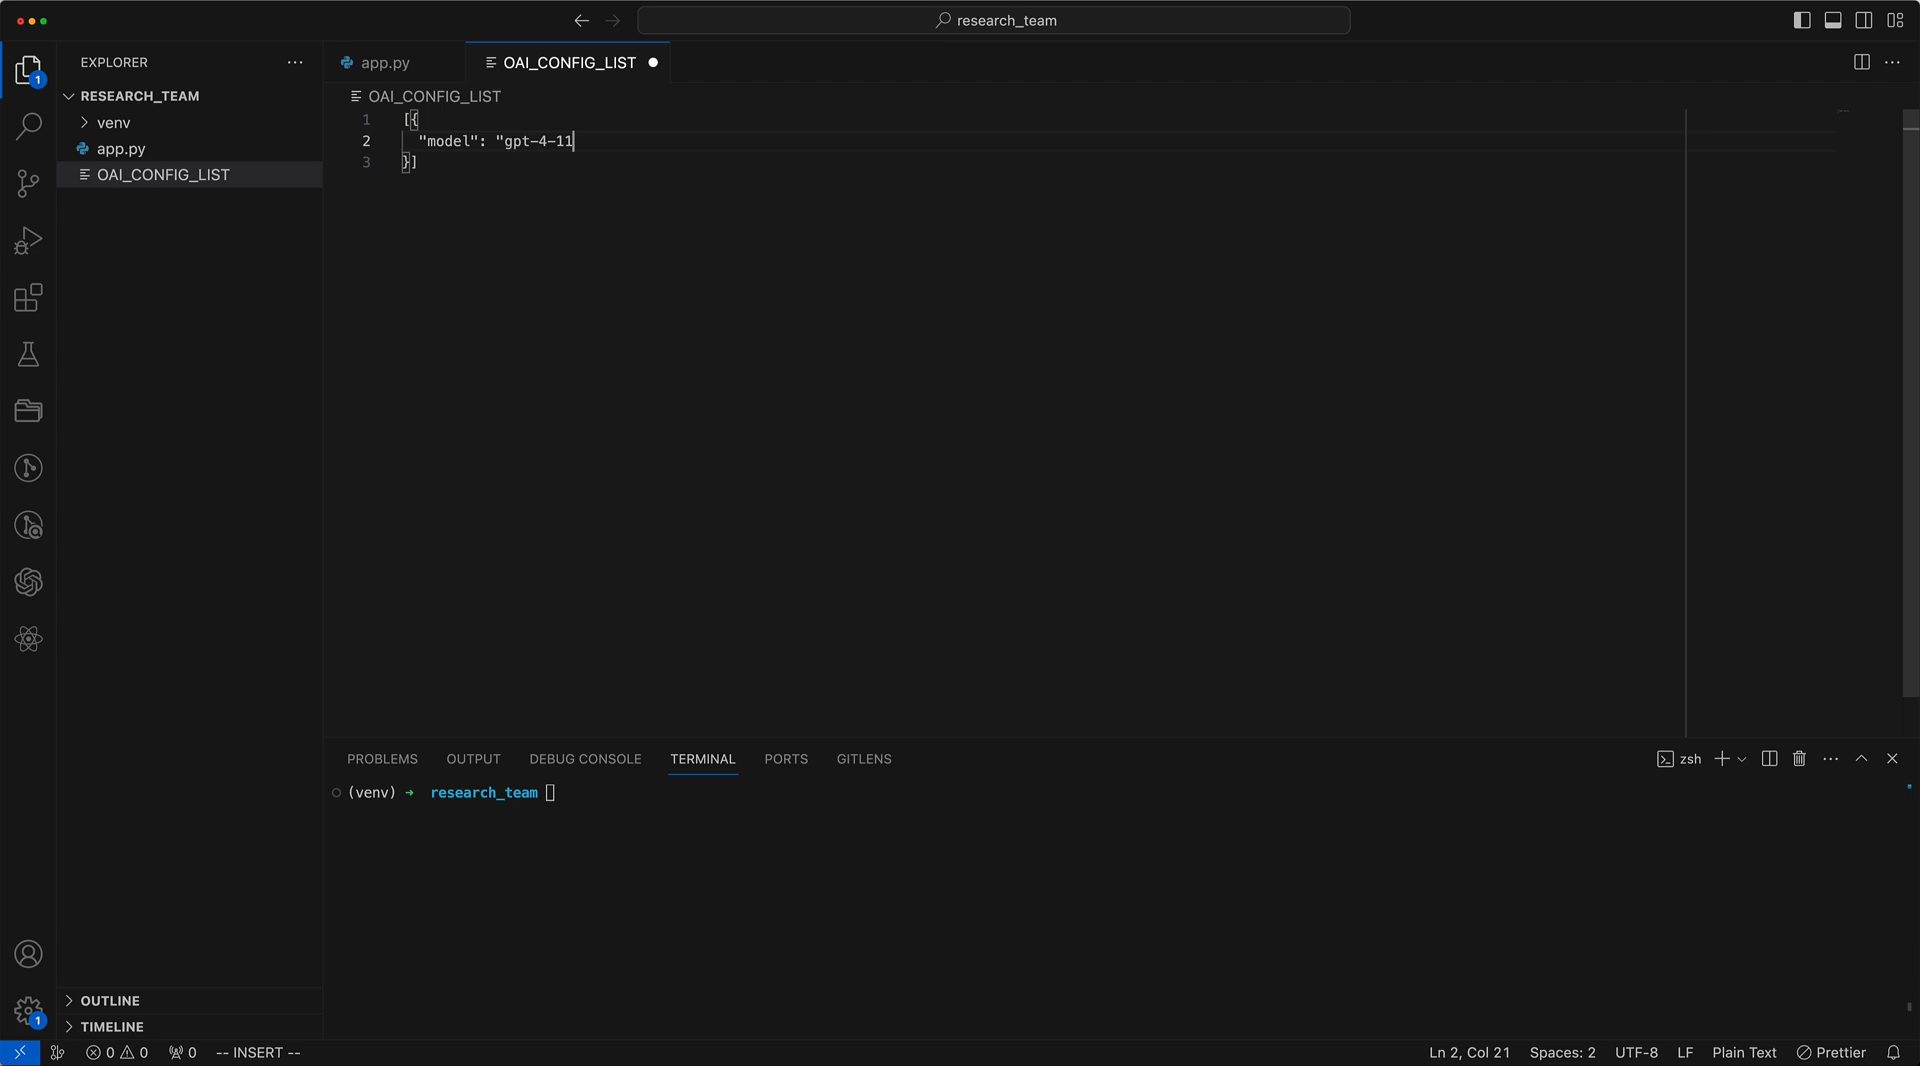 research_team
1
EXPLORER
RESEARCH_TEAM
venv
app.py
OAI_CONFIG_LIST
app.py
OAI_CONFIG_LIST
OAI_CONFIG_LIST
1 [{
2 "model": "gpt-4-11
3 }]
PROBLEMS OUTPUT DEBUG CONSOLE TERMINAL PORTS GITLENS
zsh
(venv) ➜ research_team
OUTLINE
TIMELINE
1
0 0 0 -- INSERT --
Ln 2, Col 21 Spaces: 2 UTF-8 LF Plain Text Prettier